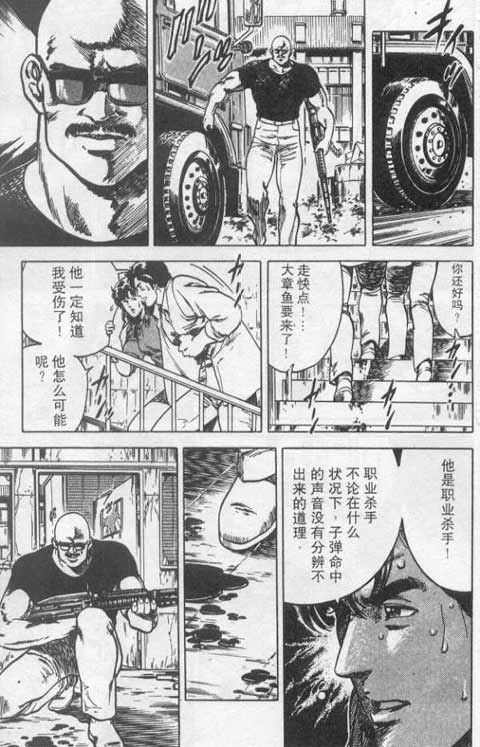 你还好吗?
走快点!…
大章鱼要来了!
他一定知道
我受伤了!
他怎么可能
呢?
他是职业杀手!
职业杀手
不论在什么
状况下,子弹命中
的声音没有分辨不
出来的道理.